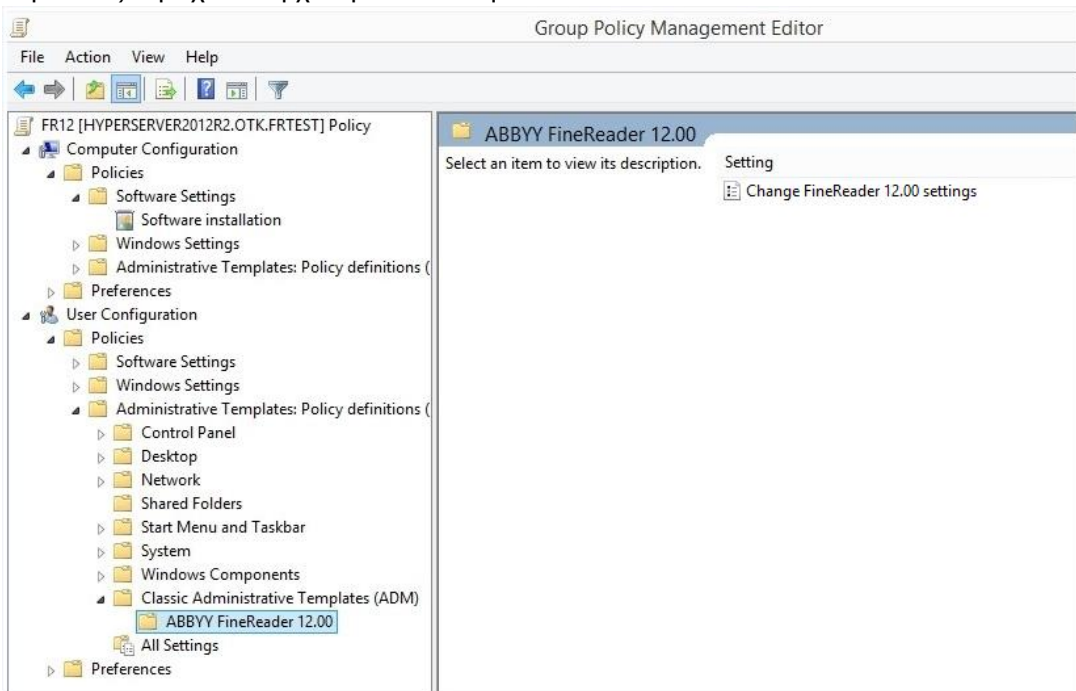 Group Policy Management Editor
File Action View Help
FR12 [HYPERSERVER2012R2.OTK.FRTEST] Policy
Computer Configuration
Policies
Software Settings
Software installation
Windows Settings
Administrative Templates: Policy definitions (
Preferences
User Configuration
Policies
Software Settings
Windows Settings
Administrative Templates: Policy definitions (
Control Panel
Desktop
Network
Shared Folders
Start Menu and Taskbar
System
Windows Components
Classic Administrative Templates (ADM)
ABBYY FineReader 12.00
All Settings
Preferences
ABBYY FineReader 12.00
Select an item to view its description.
Setting
Change FineReader 12.00 settings